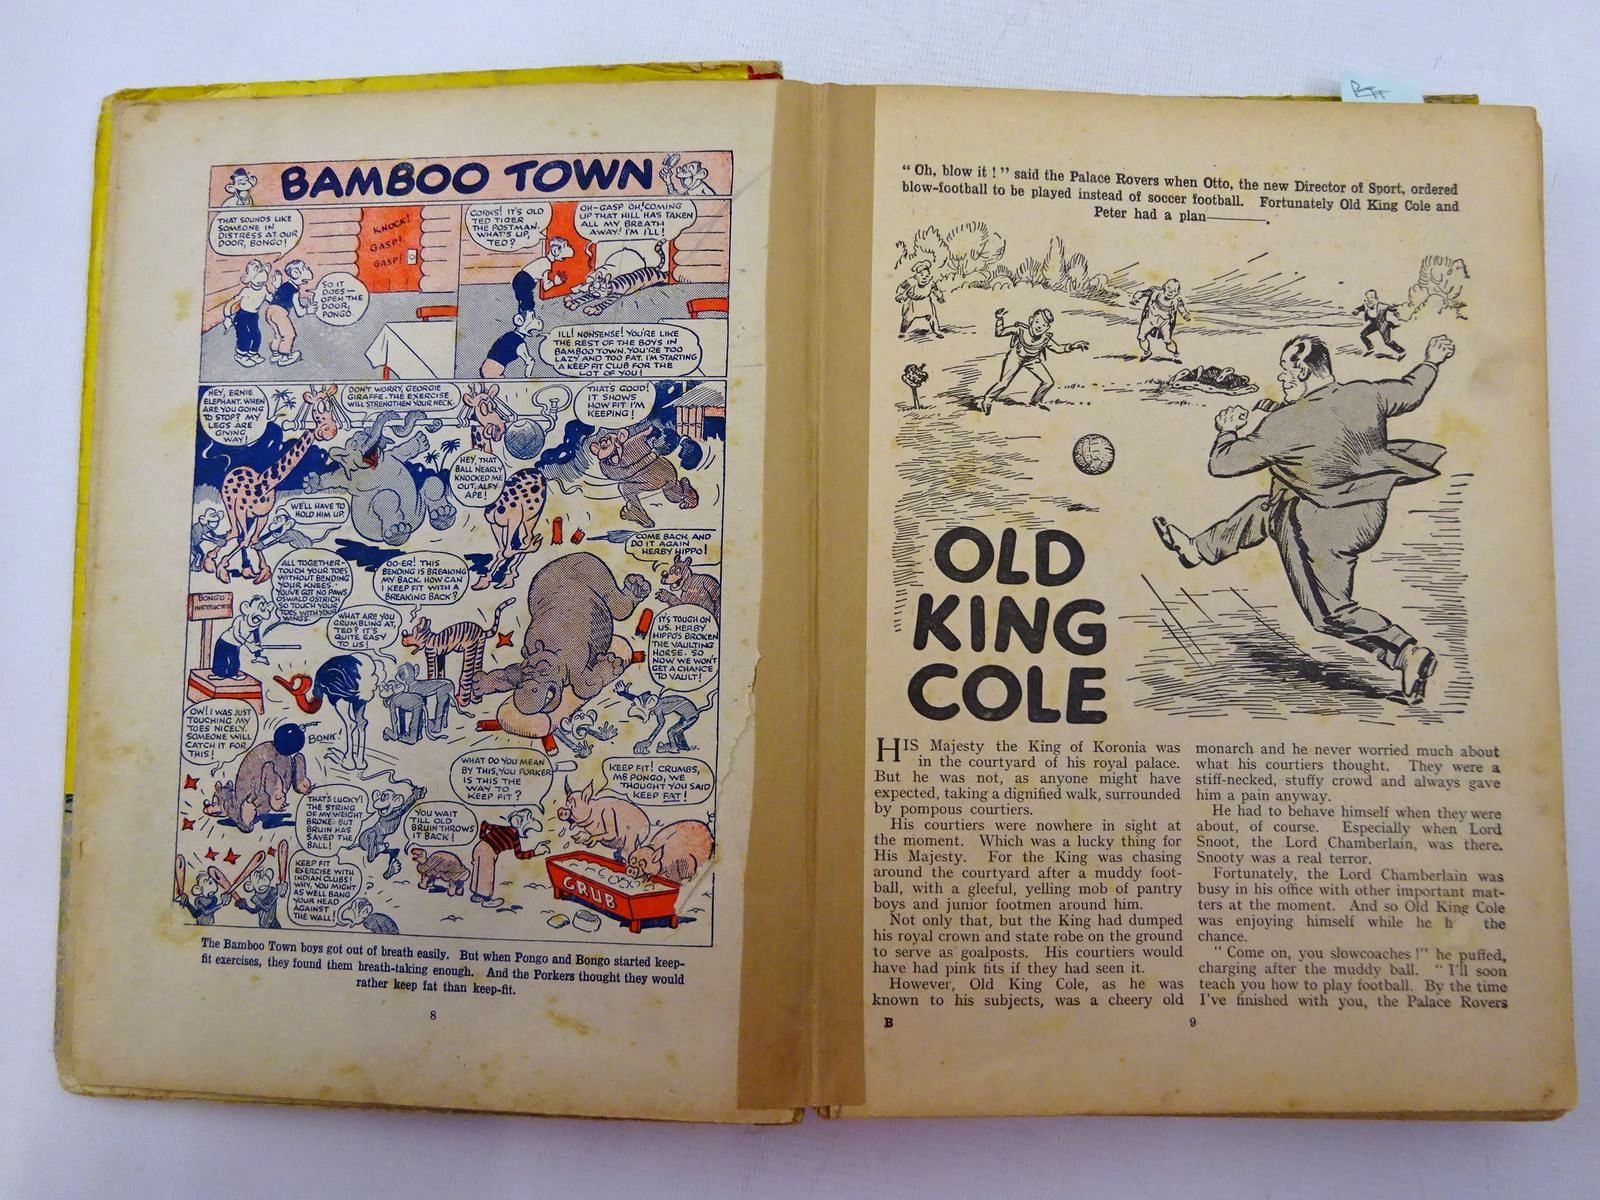 BAMBOO TOWN
THAT SOUNDS LIKE
SOMEONE IN
DISTRESS AT OUR
DOOR, BONGO!
SO IT
DOES—
OPEN THE
DOOR,
PONGO.
KNOCK!
GASP!
GASP!
CORKS! IT'S OLD
TED TIGER
THE POSTMAN.
WHAT'S UP,
TED?
OH-GASP OH! COMING
UP THAT HILL HAS TAKEN
ALL MY BREATH
AWAY! I'M ILL!
ILL! NONSENSE! YOU'RE LIKE
THE REST OF THE BOYS IN
BAMBOO TOWN. YOU'RE TOO
LAZY AND TOO FAT. I'M STARTING
A KEEP FIT CLUB FOR THE
LOT OF YOU!
HEY, ERNIE
ELEPHANT. WHEN
ARE YOU GOING
TO STOP? MY
LEGS ARE
GIVING
WAY!
DON'T WORRY, GEORGIE
GIRAFFE. THE EXERCISE
WILL STRENGTHEN YOUR NECK.
THAT'S GOOD!
IT SHOWS
HOW FIT I'M
KEEPING!
HEY, THAT
BALL NEARLY
KNOCKED ME
OUT, ALFY
APE!
WE'LL HAVE TO
HOLD HIM UP.
COME BACK AND
DO IT AGAIN
HERBY HIPPO!
ALL TOGETHER-
TOUCH YOUR TOES
WITHOUT BENDING
YOUR KNEES.
YOU'VE GOT NO PAWS
OSWALD OSTRICH
SO TOUCH YOUR
TOES WITH YOUR
WINGS.
OO-ER! THIS
BENDING IS BREAKING
MY BACK. HOW CAN
I KEEP FIT WITH A
BREAKING BACK?
BONGO
INSTRUCTOR
WHAT ARE YOU
GRUMBLING AT,
TED? IT'S
QUITE EASY
TO US!
IT'S TOUGH ON
US. HERBY
HIPPO'S BROKEN
THE VAULTING
HORSE. SO
NOW WE WON'T
GET A CHANCE
TO VAULT!
OW! I WAS JUST
TOUCHING MY
TOES NICELY.
SOMEONE WILL
CATCH IT FOR
THIS!
BONK!
WHAT DO YOU MEAN
BY THIS, YOU PORKER
IS THIS THE
WAY TO
KEEP FIT?
KEEP FIT! CRUMBS,
MR PONGO, WE
THOUGHT YOU SAID
KEEP FAT!
THAT'S LUCKY!
THE STRING
OF MY WEIGHT
BROKE. BUT
BRUIN HAS
SAVED THE
BALL!
YOU WAIT
TILL OLD
BRUIN THROWS
IT BACK!
KEEP FIT
EXERCISE WITH
INDIAN CLUBS!
WHY, YOU MIGHT
AS WELL BANG
YOUR HEAD
AGAINST
THE WALL!
GRUB
The Bamboo Town boys got out of breath easily. But when Pongo and Bongo started keep-
fit exercises, they found them breath-taking enough. And the Porkers thought they would
rather keep fat than keep-fit.
8
"Oh, blow it!" said the Palace Rovers when Otto, the new Director of Sport, ordered
blow-football to be played instead of soccer football. Fortunately Old King Cole and
Peter had a plan———.
OLD
KING
COLE
HIS Majesty the King of Koronia was
in the courtyard of his royal palace.
But he was not, as anyone might have
expected, taking a dignified walk, surrounded
by pompous courtiers.
His courtiers were nowhere in sight at
the moment. Which was a lucky thing for
His Majesty. For the King was chasing
around the courtyard after a muddy foot-
ball, with a gleeful, yelling mob of pantry
boys and junior footmen around him.
Not only that, but the King had dumped
his royal crown and state robe on the ground
to serve as goalposts. His courtiers would
have had pink fits if they had seen it.
However, Old King Cole, as he was
known to his subjects, was a cheery old
monarch and he never worried much about
what his courtiers thought. They were a
stiff-necked, stuffy crowd and always gave
him a pain anyway.
He had to behave himself when they were
about, of course. Especially when Lord
Snoot, the Lord Chamberlain, was there.
Snooty was a real terror.
Fortunately, the Lord Chamberlain was
busy in his office with other important mat-
ters at the moment. And so Old King Cole
was enjoying himself while he h the
chance.
"Come on, you slowcoaches!" he puffed,
charging after the muddy ball. "I'll soon
teach you how to play football. By the time
I've finished with you, the Palace Rovers
B
9